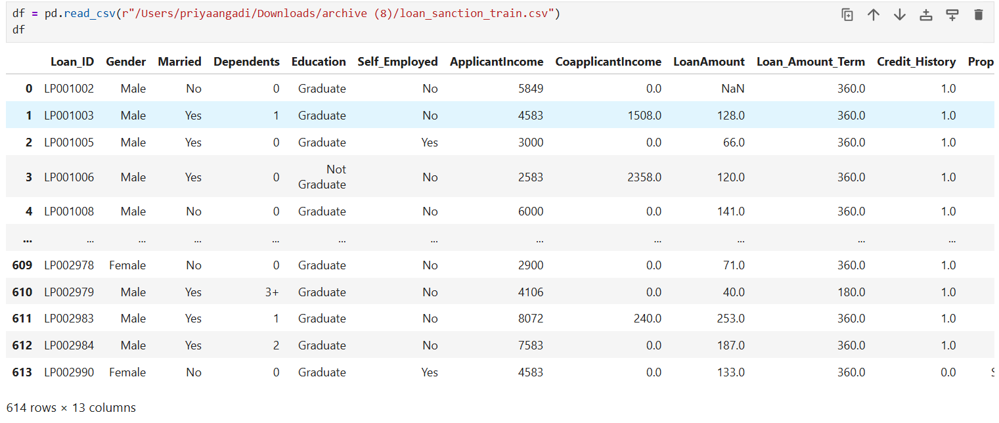 df = pd.read_csv(r"/Users/priyaangadi/Downloads/archive (8)/loan_sanction_train.csv")
df
Loan_ID Gender Married Dependents Education Self_Employed ApplicantIncome CoapplicantIncome LoanAmount Loan_Amount_Term Credit_History Prop
0 LP001002 Male No 0 Graduate No 5849 0.0 NaN 360.0 1.0
1 LP001003 Male Yes 1 Graduate No 4583 1508.0 128.0 360.0 1.0
2 LP001005 Male Yes 0 Graduate Yes 3000 0.0 66.0 360.0 1.0
3 LP001006 Male Yes 0 Not Graduate No 2583 2358.0 120.0 360.0 1.0
4 LP001008 Male No 0 Graduate No 6000 0.0 141.0 360.0 1.0
... ... ... ... ... ... ... ... ... ... ... ...
609 LP002978 Female No 0 Graduate No 2900 0.0 71.0 360.0 1.0
610 LP002979 Male Yes 3+ Graduate No 4106 0.0 40.0 180.0 1.0
611 LP002983 Male Yes 1 Graduate No 8072 240.0 253.0 360.0 1.0
612 LP002984 Male Yes 2 Graduate No 7583 0.0 187.0 360.0 1.0
613 LP002990 Female No 0 Graduate Yes 4583 0.0 133.0 360.0 0.0
614 rows × 13 columns